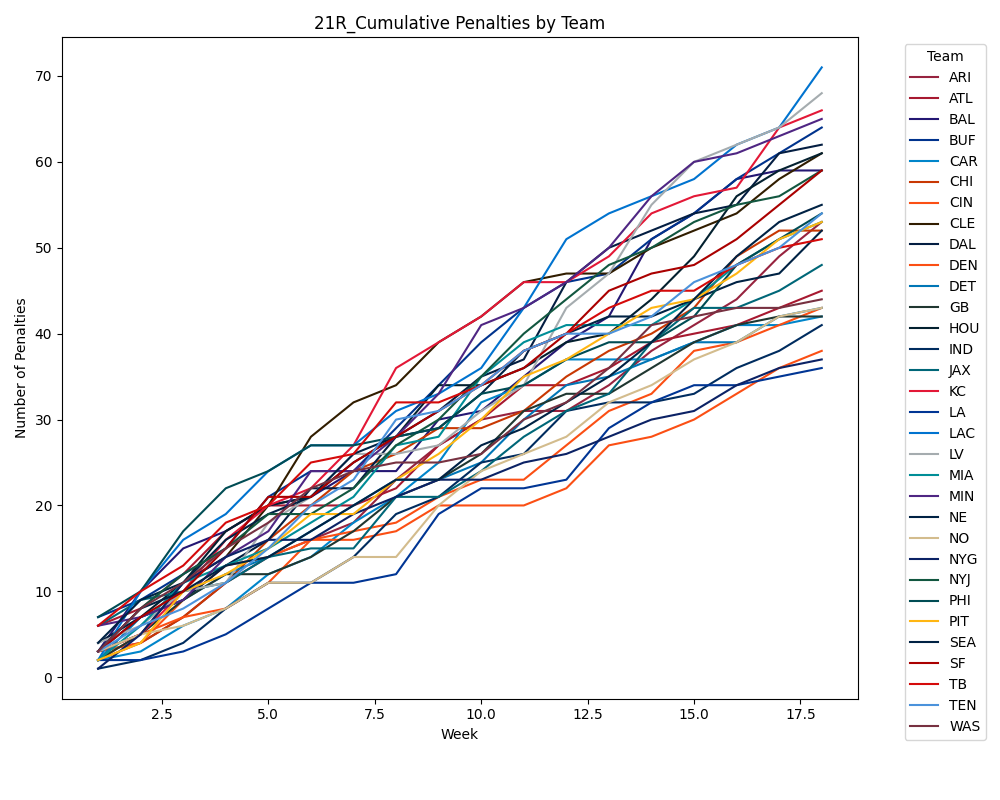 21R_Cumulative Penalties by Team
Number of Penalties
70
60
50
40
30
20
10
0
2.5 5.0 7.5 10.0 12.5 15.0 17.5
Week
Team
ARI
ATL
BAL
BUF
CAR
CHI
CIN
CLE
DAL
DEN
DET
GB
HOU
IND
JAX
KC
LA
LAC
LV
MIA
MIN
NE
NO
NYG
NYJ
PHI
PIT
SEA
SF
TB
TEN
WAS